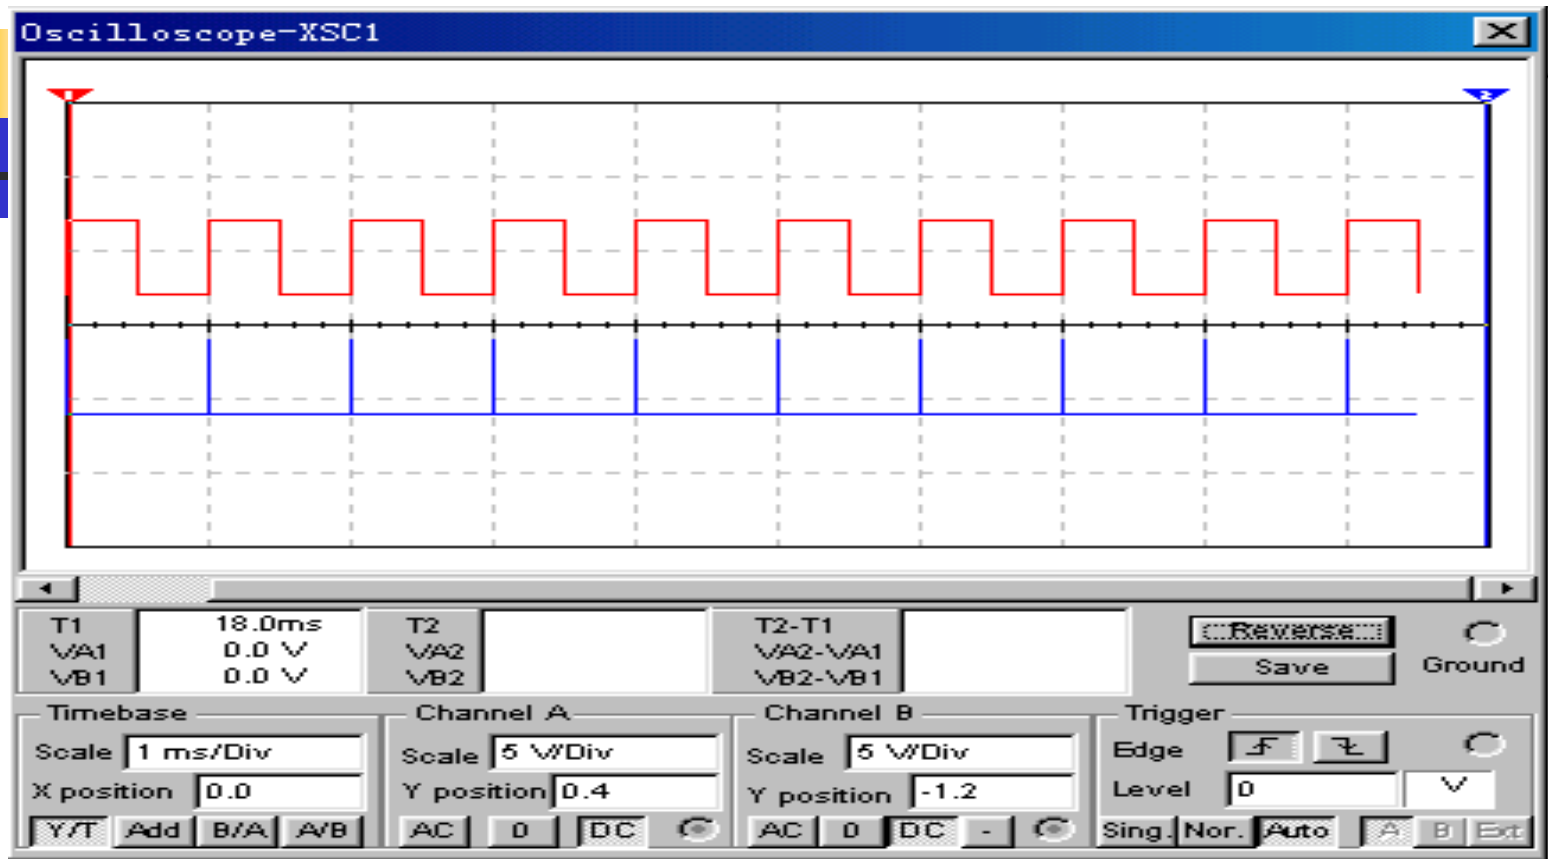 Oscilloscope-XSC1
1 2
T1 18.0ms T2 T2-T1 Reverse
VA1 0.0 V VA2 VA2-VA1 Save Ground
VB1 0.0 V VB2 VB2-VB1
Timebase Channel A Channel B Trigger
Scale 1 ms/Div Scale 5 V/Div Scale 5 V/Div Edge
X position 0.0 Y position 0.4 Y position -1.2 Level 0 V
Y/T Add B/A A/B AC 0 DC AC 0 DC - Sing. Nor. Auto A B Ext